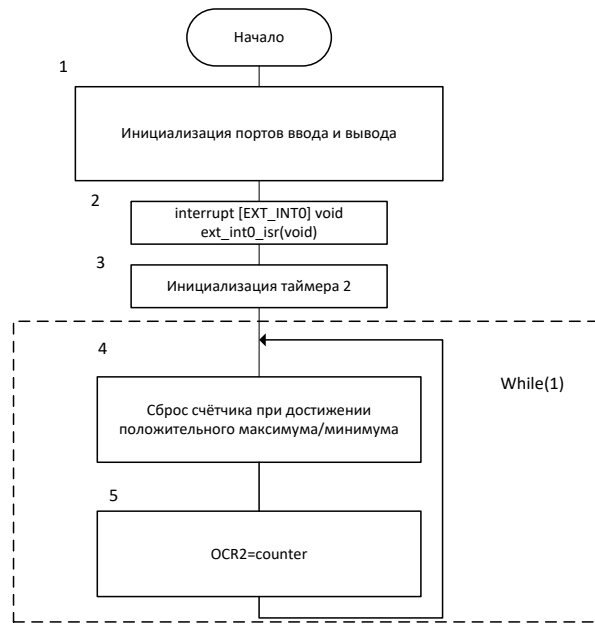 Начало
1
Инициализация портов ввода и вывода
2
interrupt [EXT_INT0] void
ext_int0_isr(void)
3
Инициализация таймера 2
4
While(1)
Сброс счётчика при достижении
положительного максимума/минимума
5
OCR2=counter